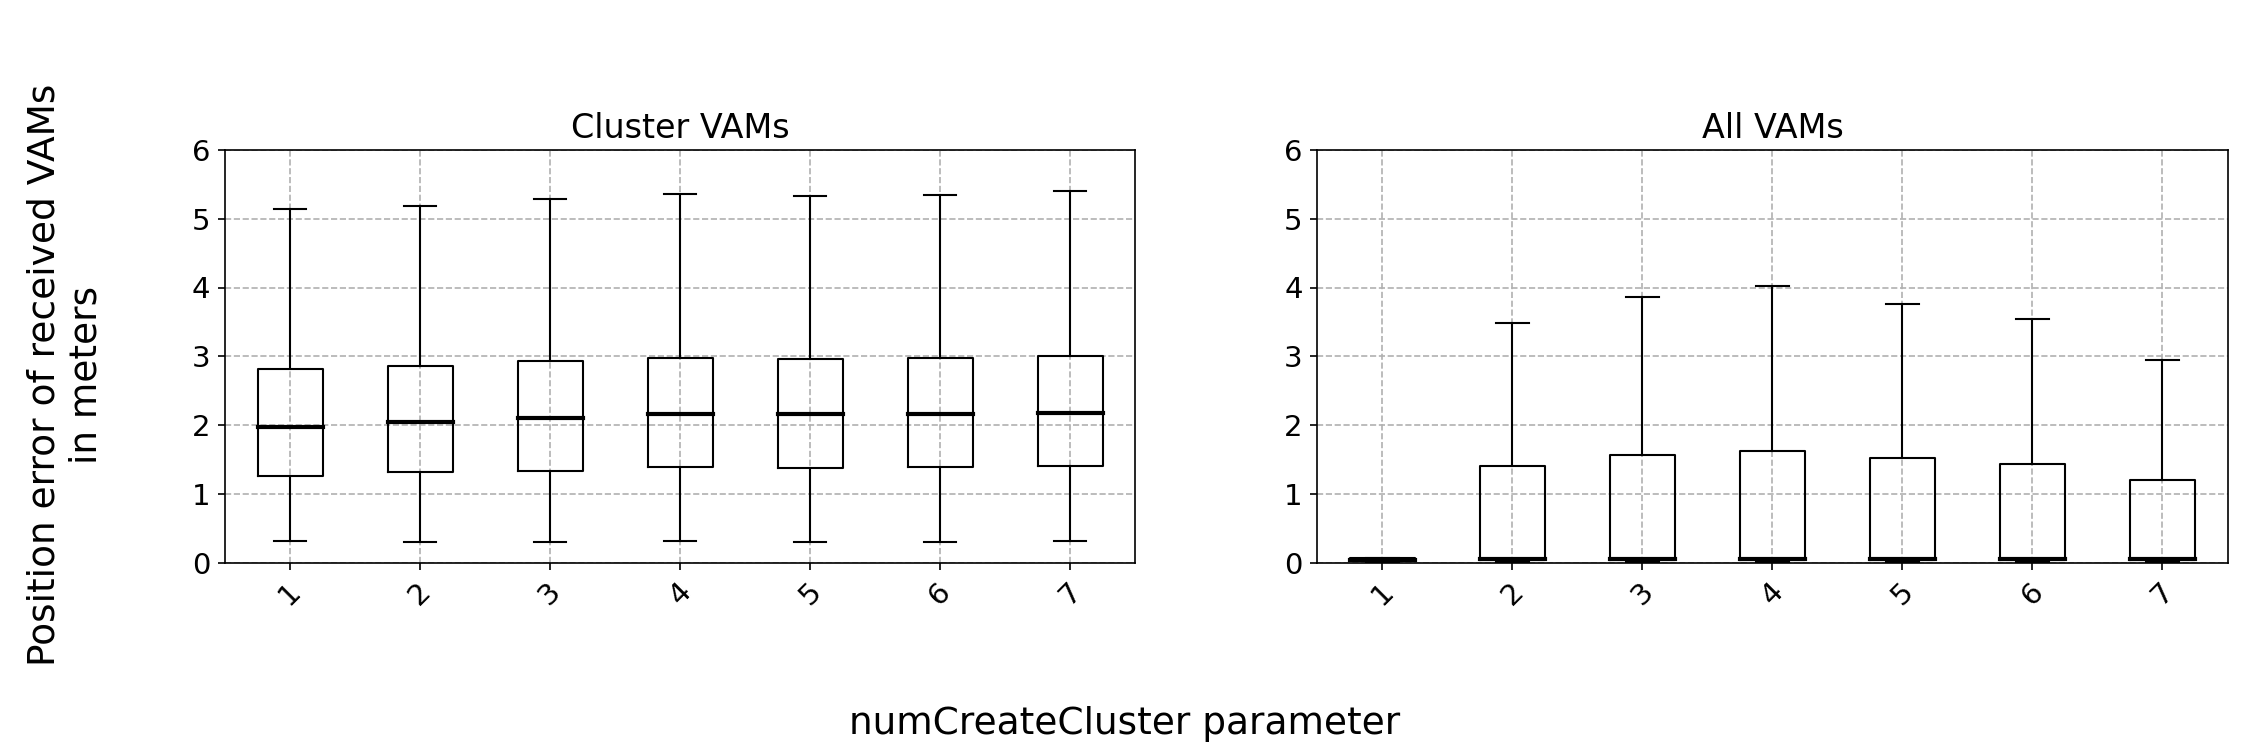 Position error of received VAMs
in meters
Cluster VAMs
6
5
4
3
2
1
0
1 2 3 4 5 6 7
All VAMs
6
5
4
3
2
1
0
1 2 3 4 5 6 7
numCreateCluster parameter